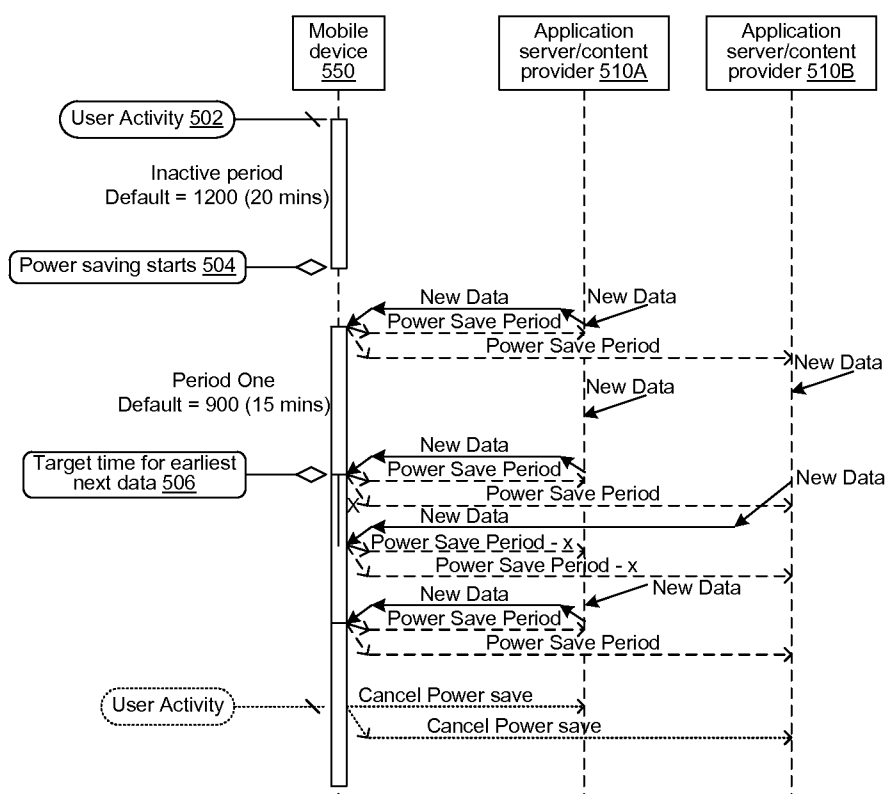 Mobile
device
550
Application
server/content
provider 510A
Application
server/content
provider 510B
User Activity 502
Inactive period
Default = 1200 (20 mins)
Power saving starts 504
New Data
New Data
Power Save Period
Power Save Period
New Data
Period One
Default = 900 (15 mins)
New Data
New Data
Target time for earliest
next data 506
Power Save Period
New Data
Power Save Period
X
New Data
Power Save Period - x
Power Save Period - x
New Data
New Data
Power Save Period
Power Save Period
User Activity
Cancel Power save
Cancel Power save